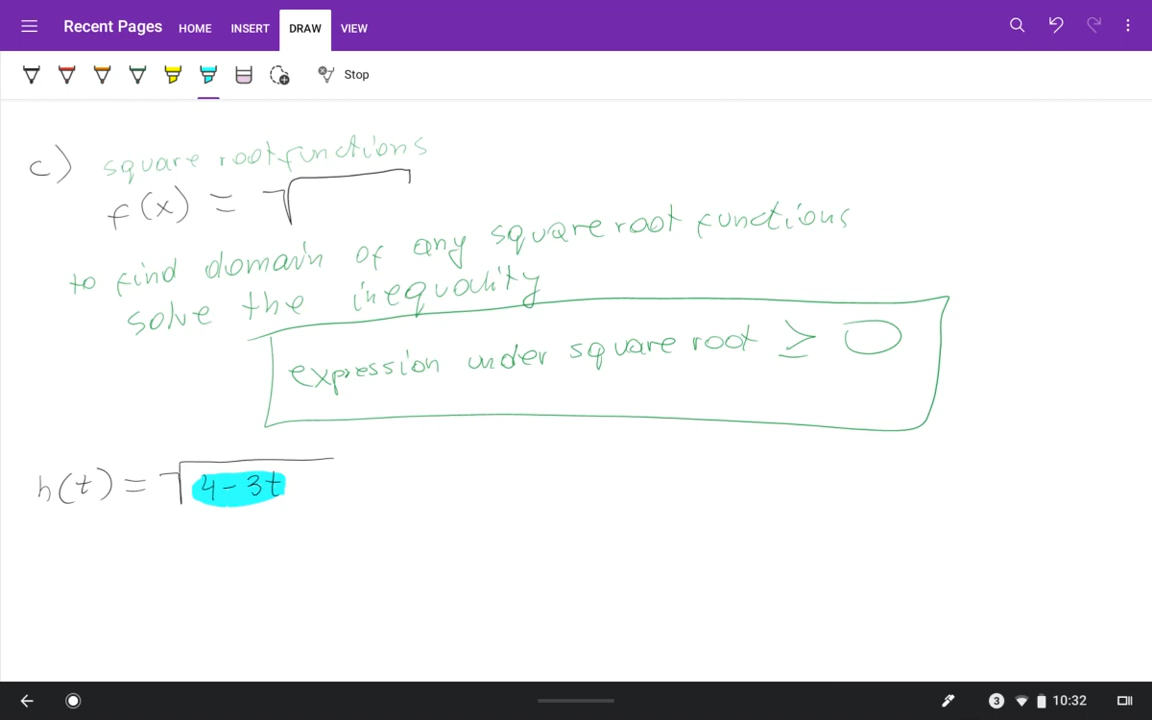 Recent Pages HOME INSERT DRAW VIEW
Stop
c) square root functions
f(x) = √
to find domain of any square root functions
solve the inequality
expression under square root ≥ 0
h(t) = √4-3t
3 10:32